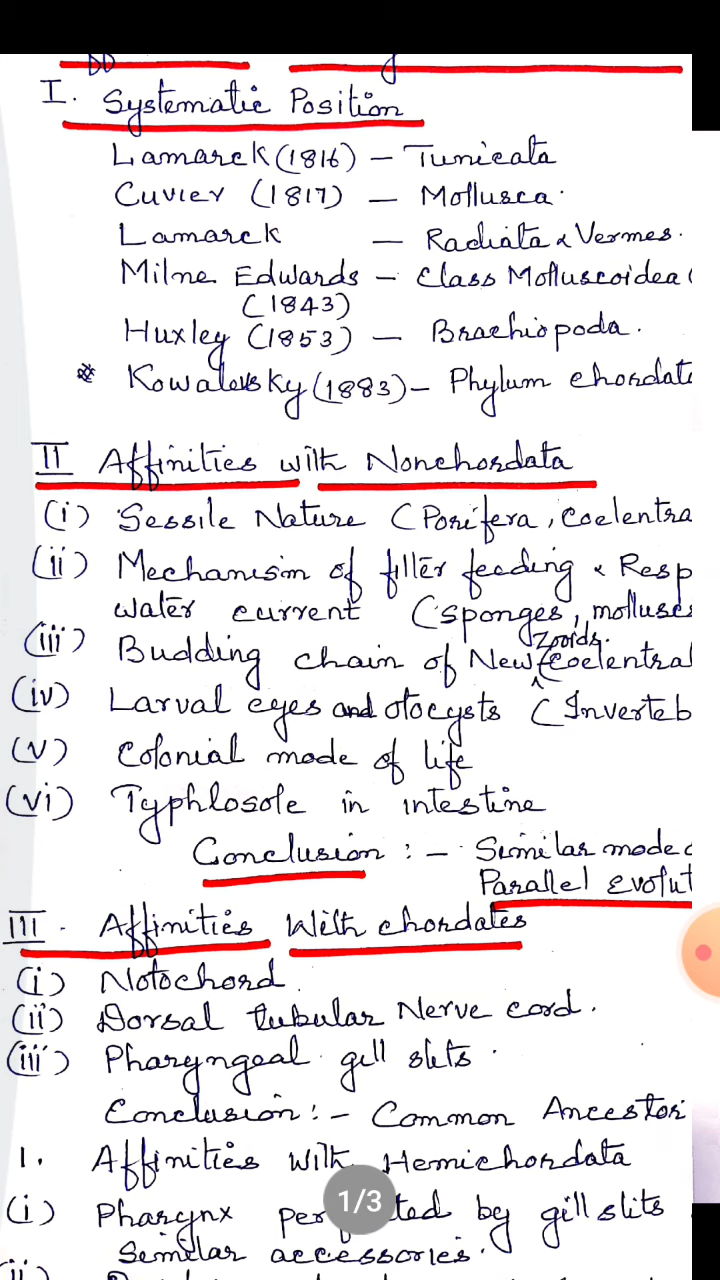 I. Systematic Position
Lamarck (1816) – Tunicata
Cuvier (1817) – Mollusca.
Lamarck – Radiata & Vermes.
Milne Edwards – Class Molluscoidea (
(1843)
Huxley (1853) – Brachiopoda.
* Kowalevsky (1883) – Phylum chordat
II Affinities with Nonchordata
(i) Sessile Nature (Porifera, Coelentra
(ii) Mechanism of filter feeding & Resp
water current (sponges, mollusc
(iii) Budding chain of New zooids. (Coelentra
(iv) Larval eyes and otocysts (Inverteb
(v) Colonial mode of life
(vi) Typhlosole in intestine
Conclusion : – Similar mode
Parallel Evolut
III. Affinities With chordates
(i) Notochord.
(ii) Dorsal tubular Nerve cord.
(iii) Pharyngeal gill slits.
Conclusion : – Common Ancestor
1. Affinities with Hemichordata
(i) Pharynx per ted by gill slits
1/3
Similar accessories.